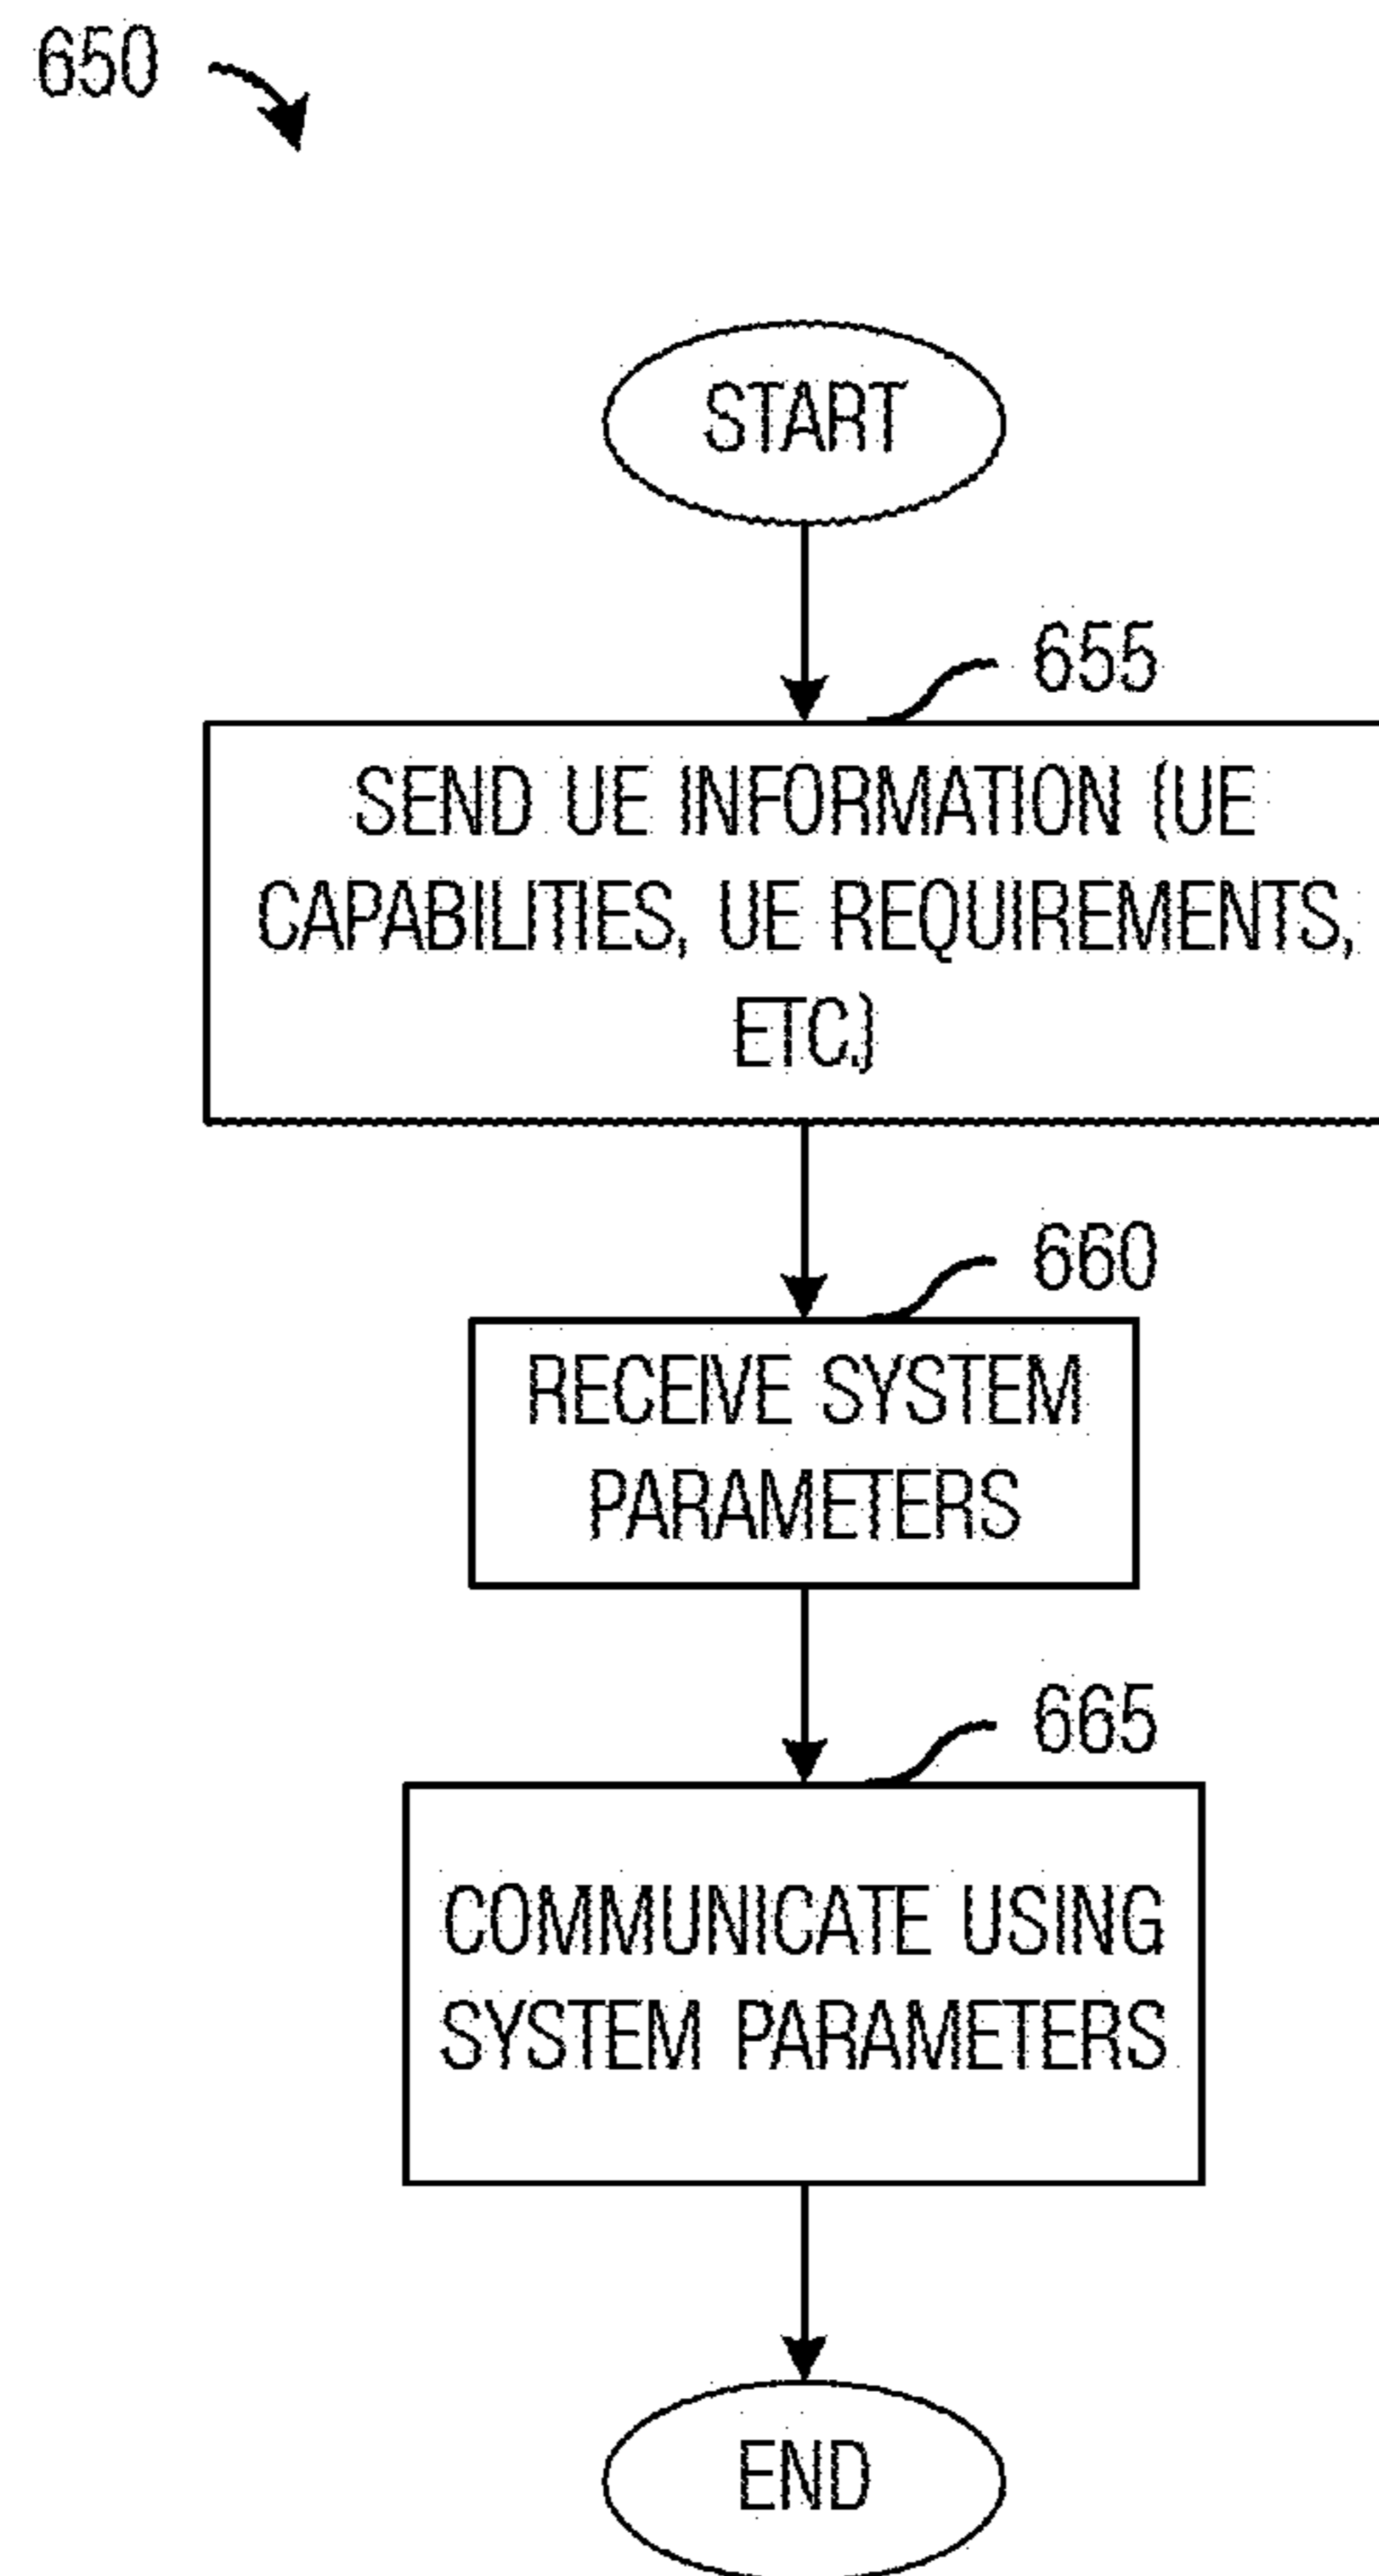 650
START
655
SEND UE INFORMATION (UE
CAPABILITIES, UE REQUIREMENTS,
ETC.)
660
RECEIVE SYSTEM
PARAMETERS
665
COMMUNICATE USING
SYSTEM PARAMETERS
END